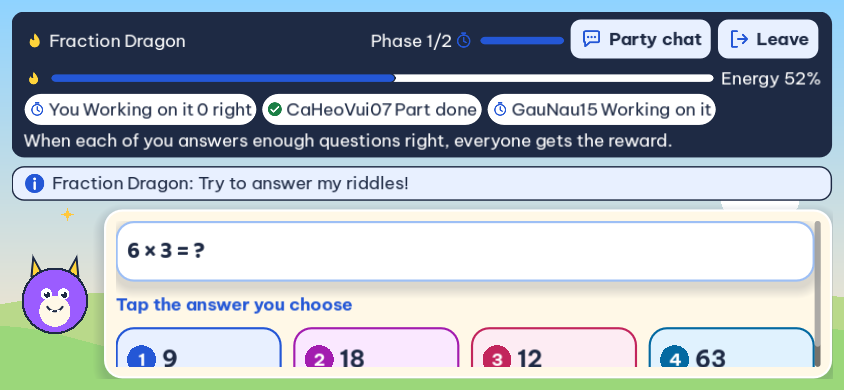 Fraction Dragon
Phase 1/2
Party chat
Leave
Energy 52%
You Working on it 0 right
CaHeoVui07 Part done
GauNau15 Working on it
When each of you answers enough questions right, everyone gets the reward.
Fraction Dragon: Try to answer my riddles!
6 × 3 = ?
Tap the answer you choose
1 9
2 18
3 12
4 63